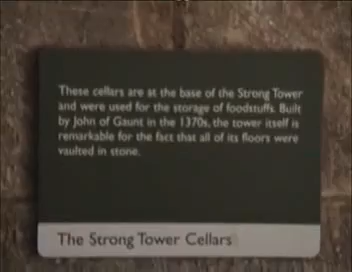 These cellars are at the base of the Strong Tower
and were used for the storage of foodstuffs. Built
by John of Gaunt in the 1370s, the tower itself is
remarkable for the fact that all of its floors were
vaulted in stone.
The Strong Tower Cellars